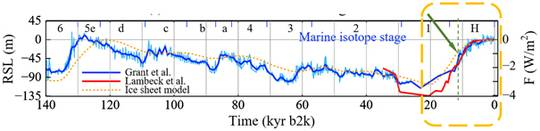 6 5e d c b a 4 3 2 1 H
Marine isotope stage
RSL (m)
45
0
-45
-90
-135
Grant et al.
Lambeck et al.
Ice sheet model
F (W/m²)
0
-2
-4
140 120 100 80 60 40 20 0
Time (kyr b2k)